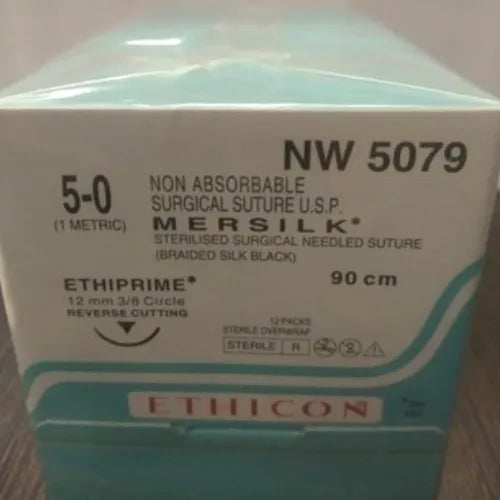 NW 5079
5-0
(1 METRIC)
NON ABSORBABLE
SURGICAL SUTURE U.S.P.
MERSILK*
STERILISED SURGICAL NEEDLED SUTURE
(BRAIDED SILK BLACK)
90 cm
ETHIPRIME*
12 mm 3/8 Circle
REVERSE CUTTING
12 PACKS
STERILE OVERWRAP
STERILE R
ETHICON